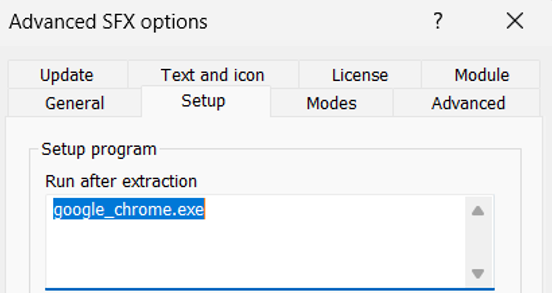 Advanced SFX options ? ×
Update Text and icon License Module
General Setup Modes Advanced
Setup program
Run after extraction
google_chrome.exe